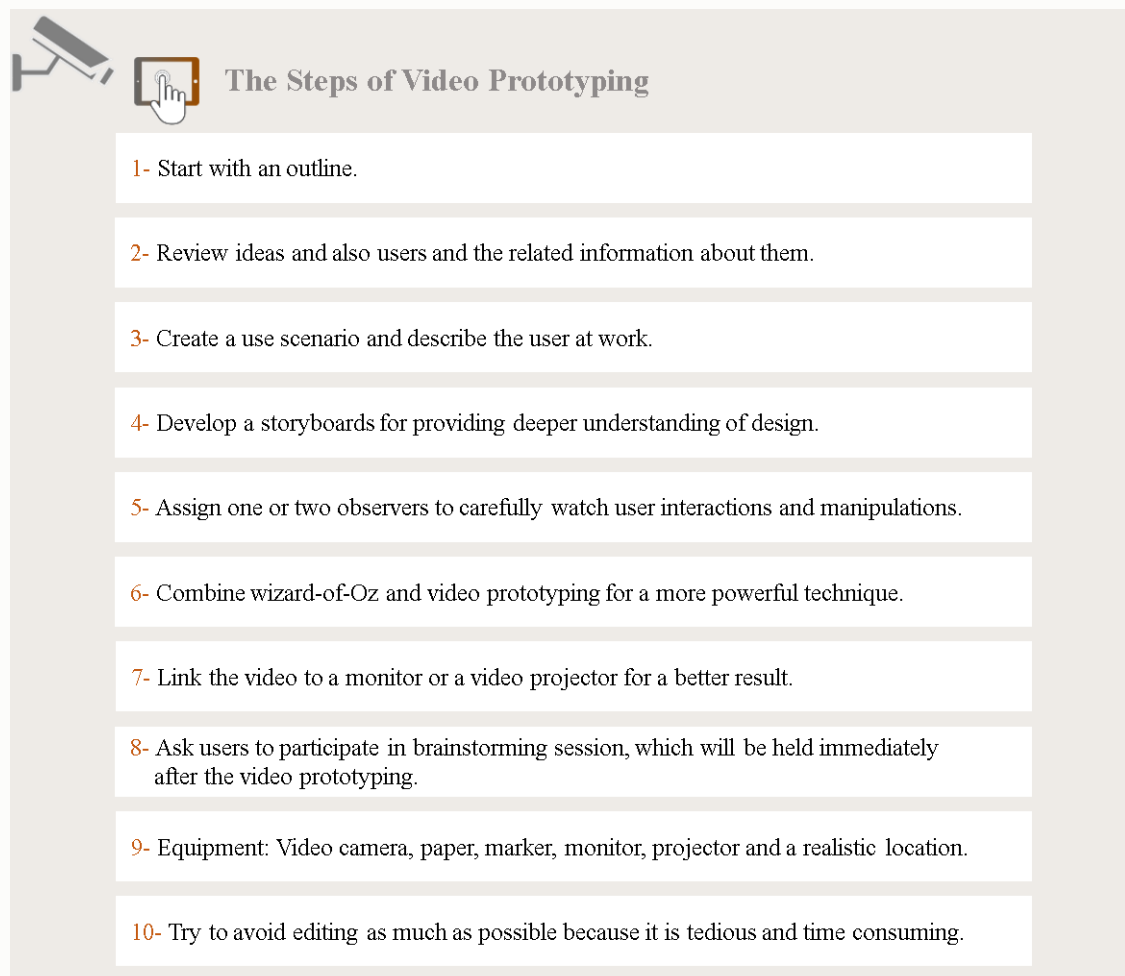 The Steps of Video Prototyping
1- Start with an outline.
2- Review ideas and also users and the related information about them.
3- Create a use scenario and describe the user at work.
4- Develop a storyboards for providing deeper understanding of design.
5- Assign one or two observers to carefully watch user interactions and manipulations.
6- Combine wizard-of-Oz and video prototyping for a more powerful technique.
7- Link the video to a monitor or a video projector for a better result.
8- Ask users to participate in brainstorming session, which will be held immediately
after the video prototyping.
9- Equipment: Video camera, paper, marker, monitor, projector and a realistic location.
10- Try to avoid editing as much as possible because it is tedious and time consuming.